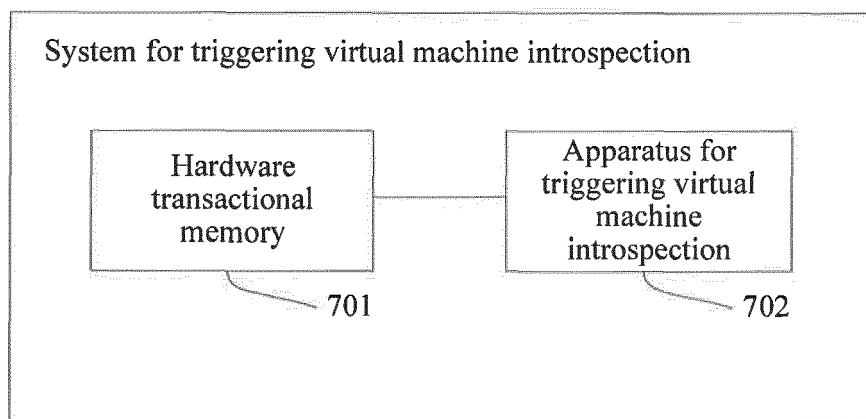 System for triggering virtual machine introspection
Hardware
transactional
memory
Apparatus for
triggering virtual
machine
introspection
701
702